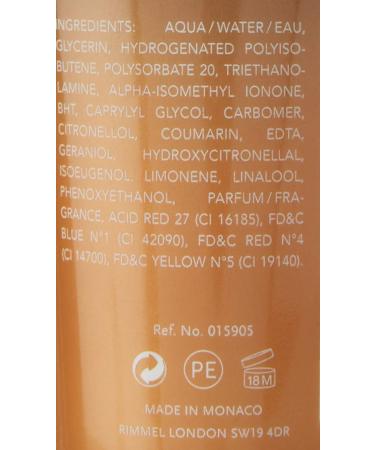 INGREDIENTS: AQUA/WATER/EAU,
GLYCERIN, HYDROGENATED POLYISO-
BUTENE, POLYSORBATE 20, TRIETHANO-
LAMINE, ALPHA-ISOMETHYL IONONE,
BHT, CAPRYLYL GLYCOL, CARBOMER,
CITRONELLOL, COUMARIN, EDTA,
GERANIOL, HYDROXYCITRONELLAL,
ISOEUGENOL, LIMONENE, LINALOOL,
PHENOXYETHANOL, PARFUM/FRA-
GRANCE, ACID RED 27 (CI 16185), FD&C
BLUE N°1 (CI 42090), FD&C RED N°4
(CI 14700), FD&C YELLOW N°5 (CI 19140).
Ref. No. 015905
PE
18 M
MADE IN MONACO
RIMMEL LONDON SW19 4DR